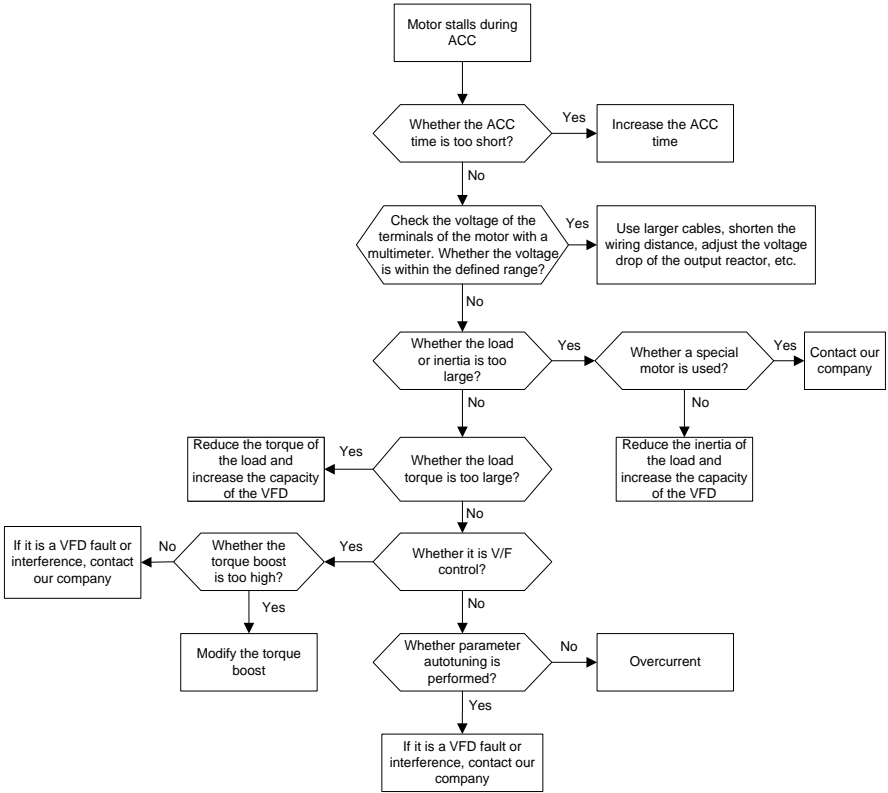 Motor stalls during
ACC
Whether the ACC
time is too short?
Yes
Increase the ACC
time
No
Check the voltage of the
terminals of the motor with a
multimeter. Whether the voltage
is within the defined range?
Yes
Use larger cables, shorten the
wiring distance, adjust the voltage
drop of the output reactor, etc.
No
Whether the load
or inertia is too
large?
Yes
Whether a special
motor is used?
Yes
Contact our
company
No
No
Reduce the torque of
the load and
increase the capacity
of the VFD
Yes
Whether the load
torque is too large?
Reduce the inertia of
the load and
increase the capacity
of the VFD
No
If it is a VFD fault or
interference, contact
our company
No
Whether the
torque boost
is too high?
Yes
Whether it is V/F
control?
Yes
No
Modify the torque
boost
Whether parameter
autotuning is
performed?
No
Overcurrent
Yes
If it is a VFD fault or
interference, contact our
company